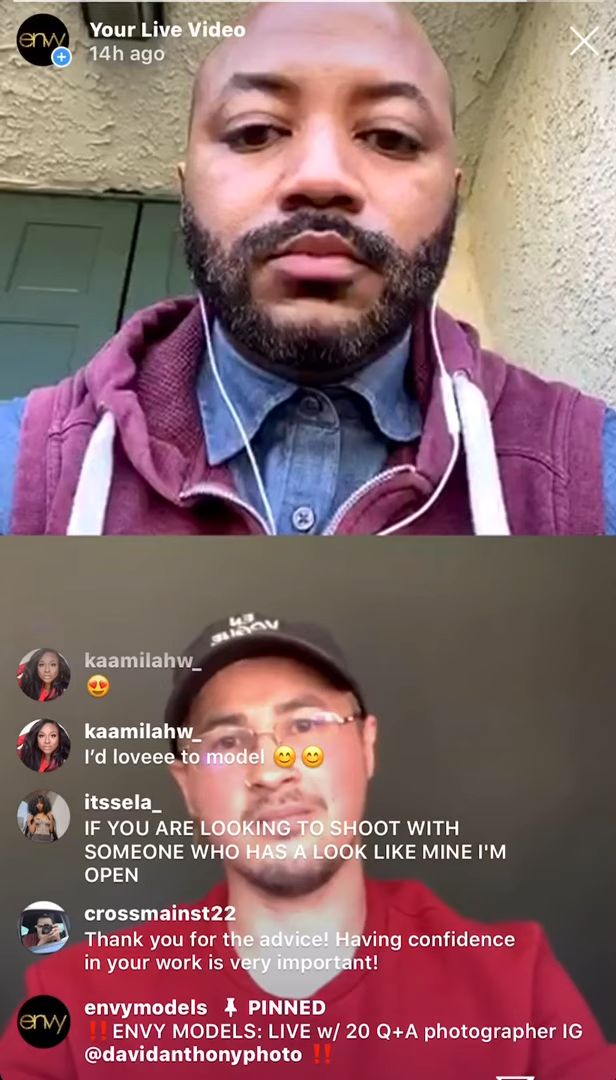 envy
Your Live Video
14h ago
EN
VOGUE
kaamilahw_
😍
kaamilahw_
I'd loveee to model 😊😊
itssela_
IF YOU ARE LOOKING TO SHOOT WITH
SOMEONE WHO HAS A LOOK LIKE MINE I'M
OPEN
crossmainst22
Thank you for the advice! Having confidence
in your work is very important!
envy
envymodels 📌 PINNED
‼️ENVY MODELS: LIVE w/ 20 Q+A photographer IG
@davidanthonyphoto ‼️